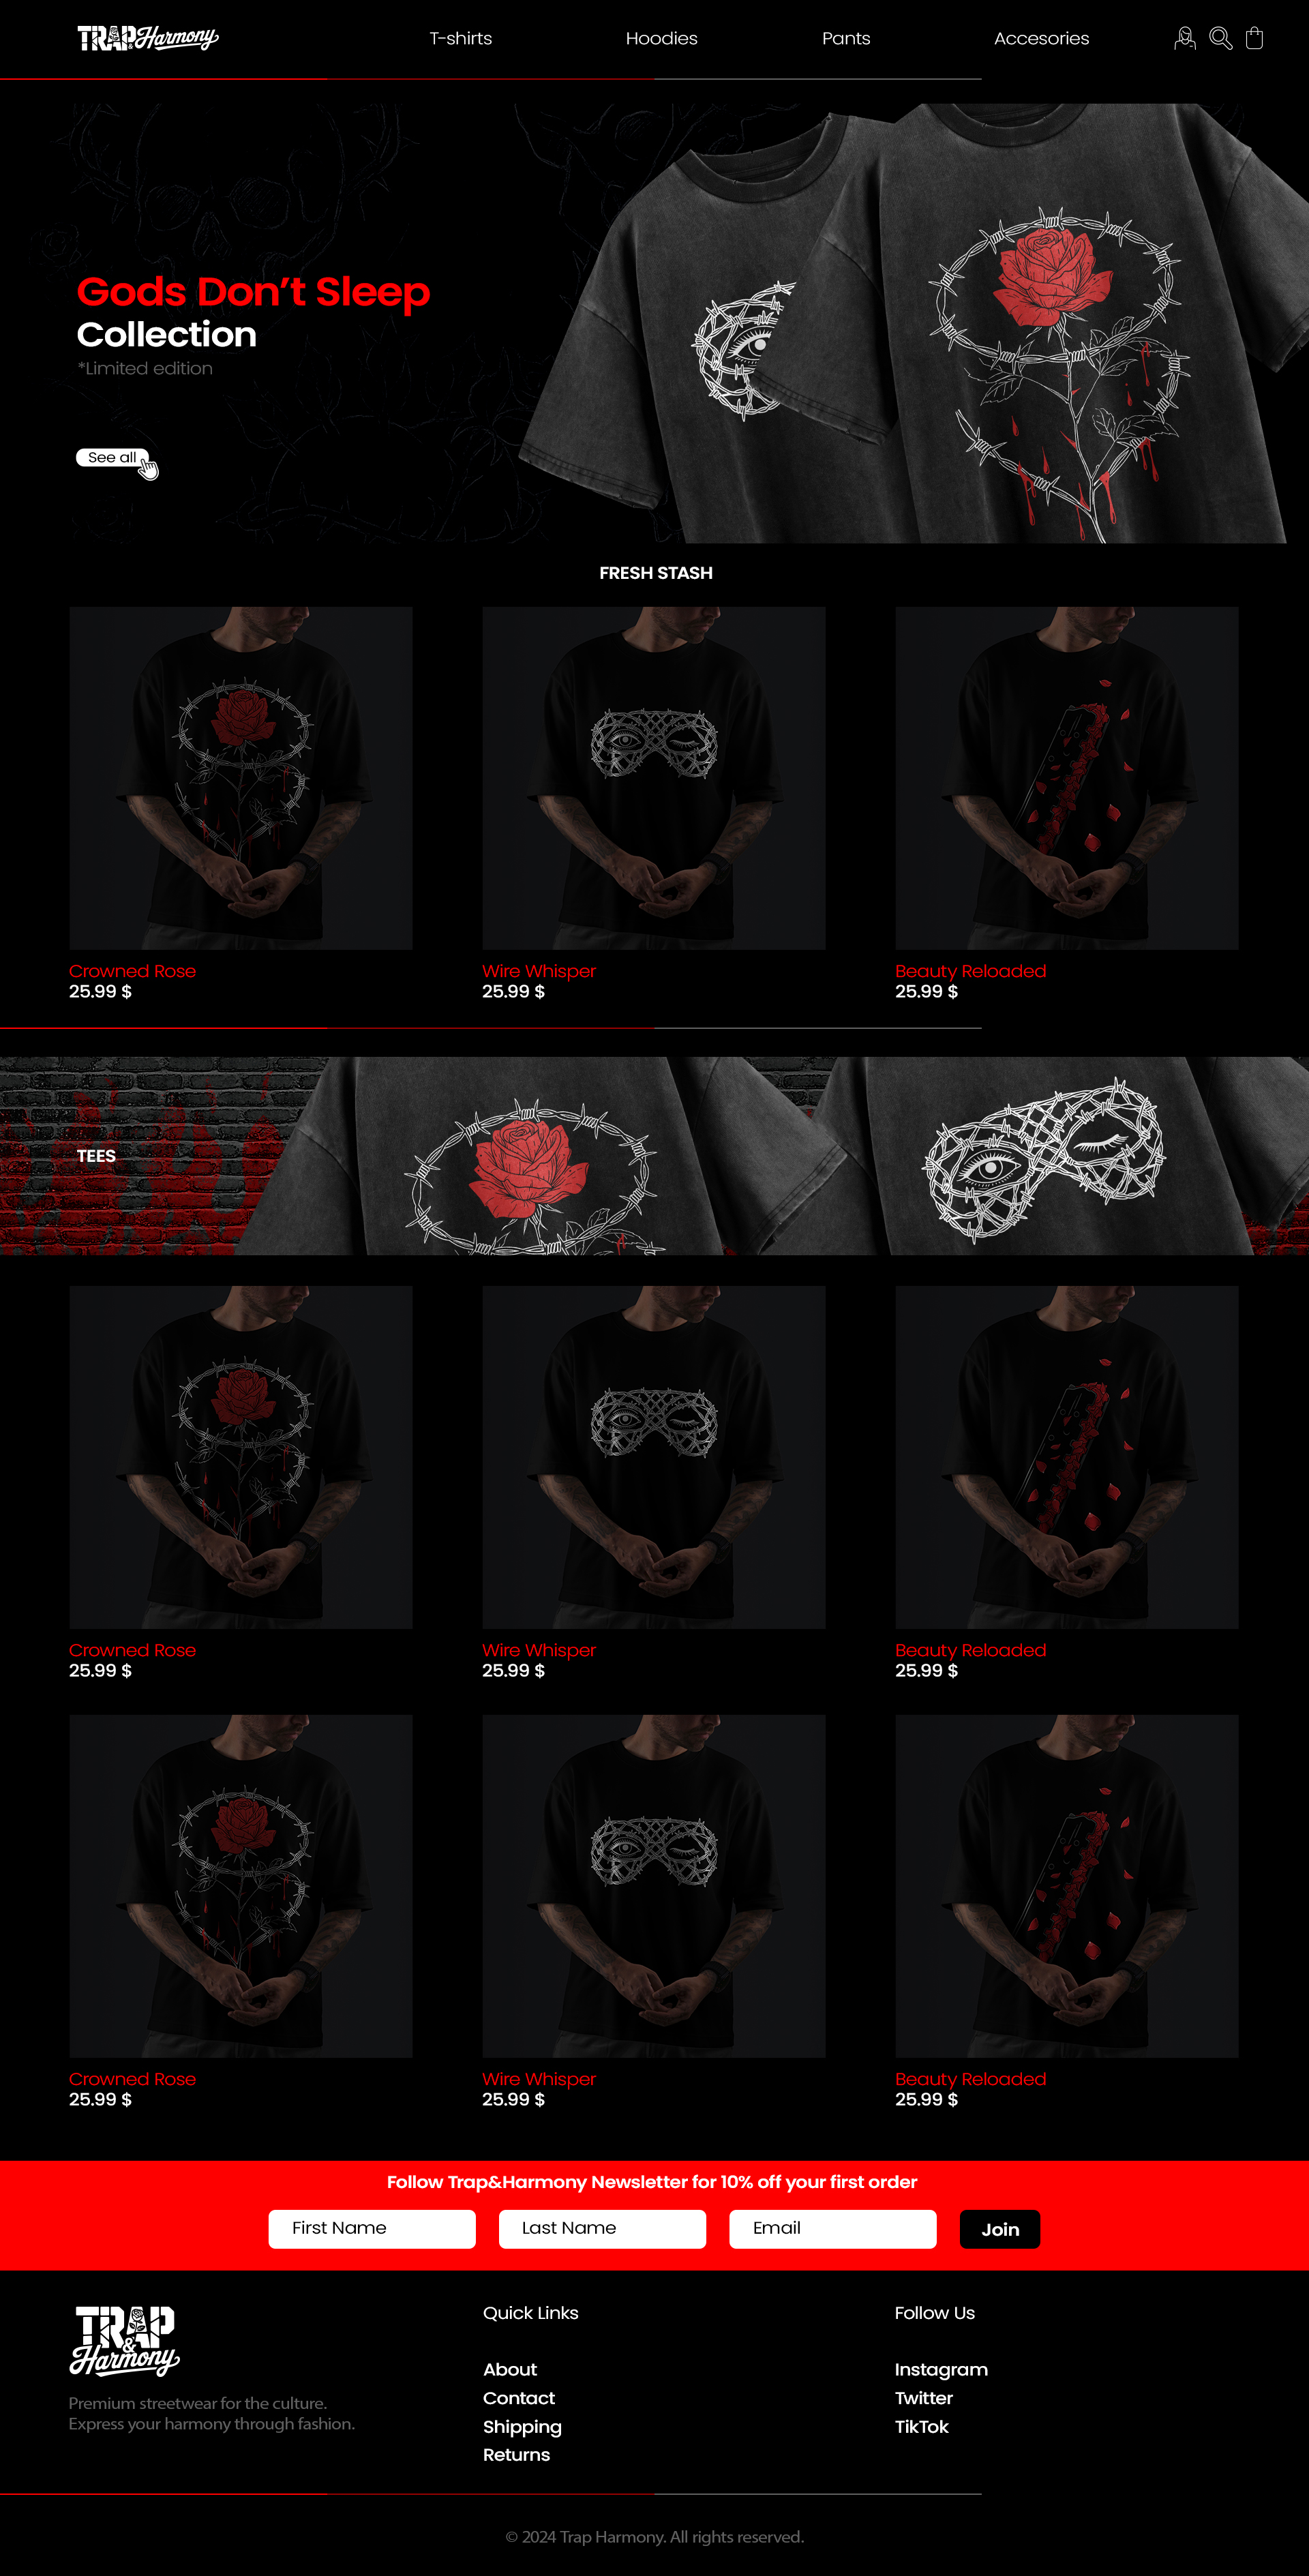 TRAP & Harmony
T-shirts
Hoodies
Pants
Accesories
Gods Don't Sleep
Collection
*Limited edition
See all
FRESH STASH
Crowned Rose
25.99 $
Wire Whisper
25.99 $
Beauty Reloaded
25.99 $
TEES
Crowned Rose
25.99 $
Wire Whisper
25.99 $
Beauty Reloaded
25.99 $
Crowned Rose
25.99 $
Wire Whisper
25.99 $
Beauty Reloaded
25.99 $
Follow Trap&Harmony Newsletter for 10% off your first order
First Name
Last Name
Email
Join
TRAP
&
Harmony
Premium streetwear for the culture.
Express your harmony through fashion.
Quick Links
About
Contact
Shipping
Returns
Follow Us
Instagram
Twitter
TikTok
© 2024 Trap Harmony. All rights reserved.